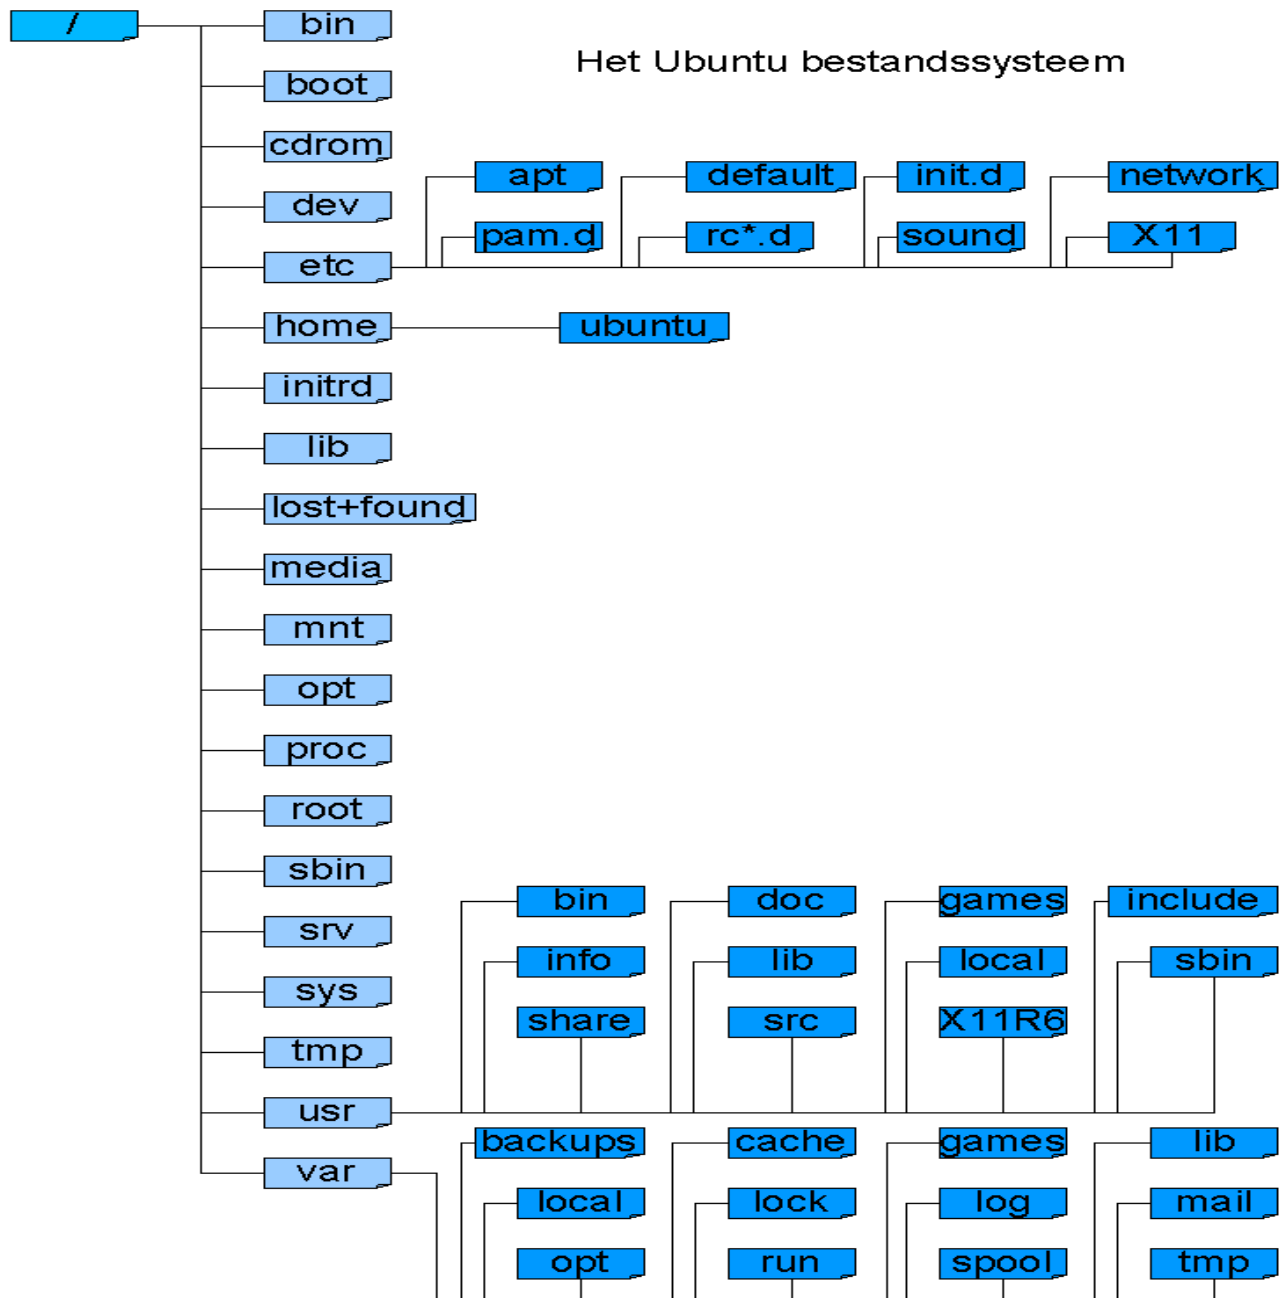 / bin
Het Ubuntu bestandssysteem
boot
cdrom
apt default init.d network
dev
pam.d rc*.d sound X11
etc
home ubuntu
initrd
lib
lost+found
media
mnt
opt
proc
root
sbin
bin doc games include
srv
info lib local sbin
sys
share src X11R6
tmp
usr
backups cache games lib
var
local lock log mail
opt run spool tmp